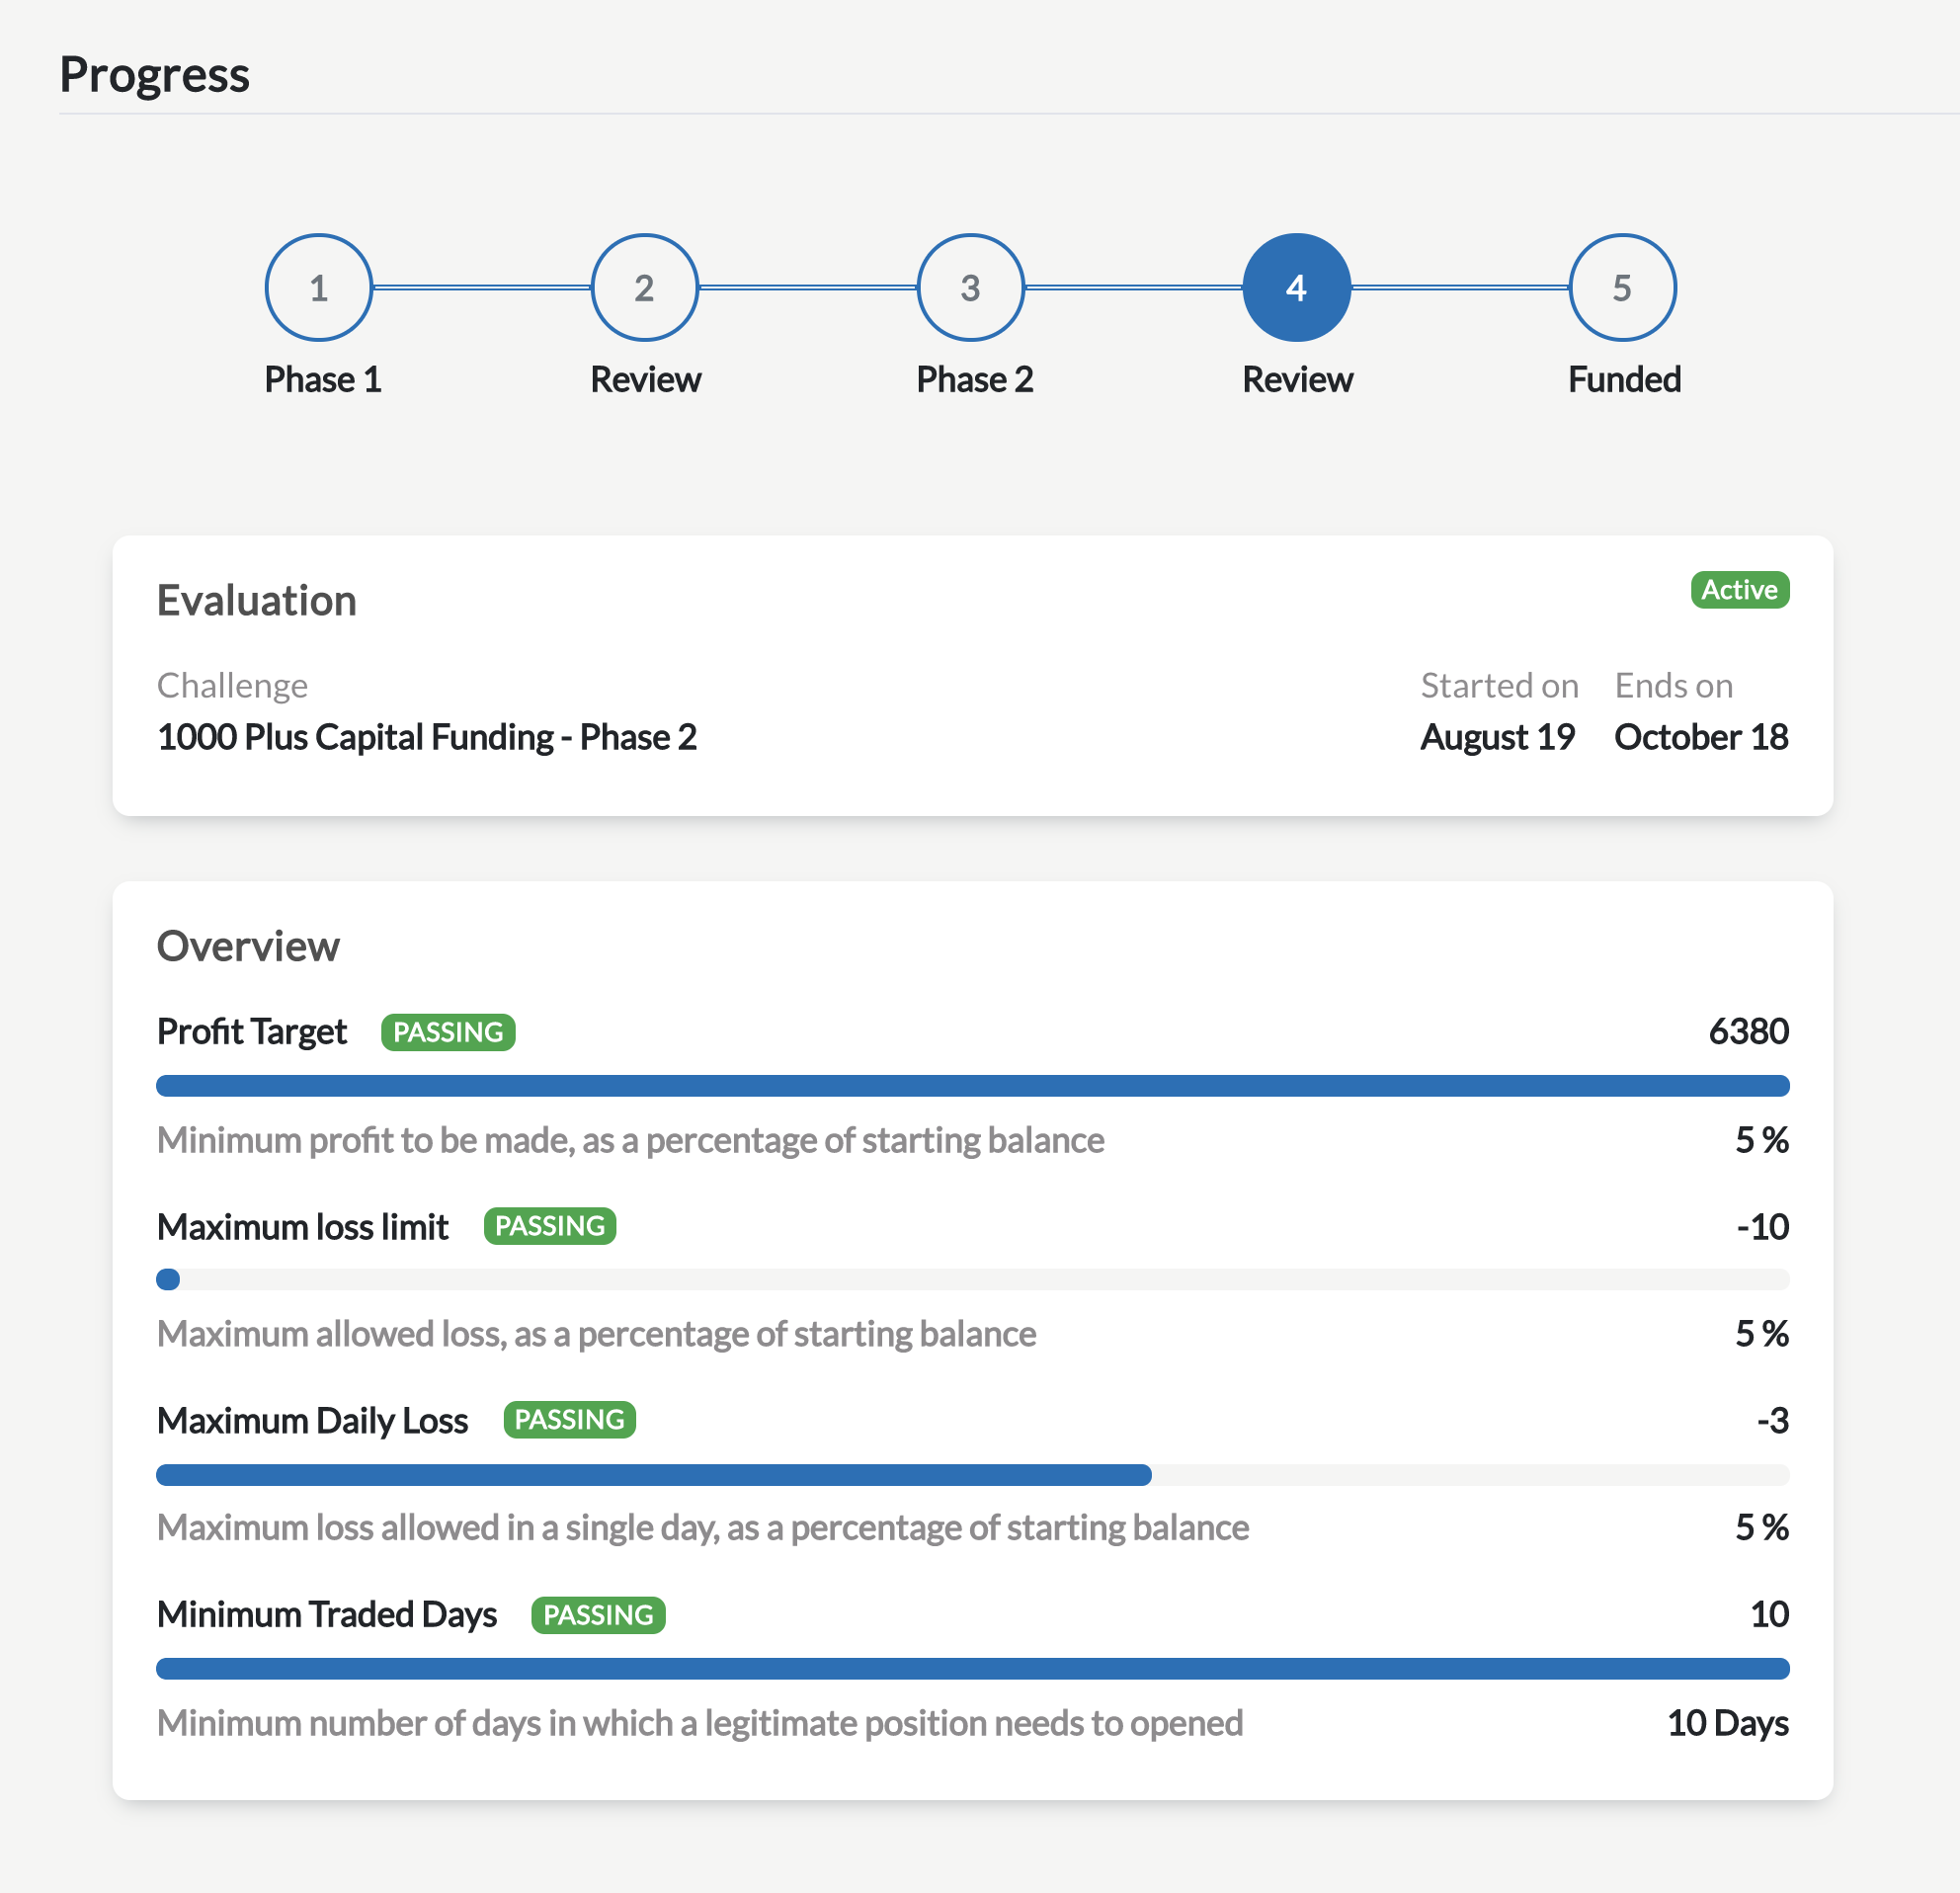 Progress
1 2 3 4 5
Phase 1 Review Phase 2 Review Funded
Evaluation Active
Challenge Started on Ends on
1000 Plus Capital Funding - Phase 2 August 19 October 18
Overview
Profit Target PASSING 6380
Minimum profit to be made, as a percentage of starting balance 5 %
Maximum loss limit PASSING -10
Maximum allowed loss, as a percentage of starting balance 5 %
Maximum Daily Loss PASSING -3
Maximum loss allowed in a single day, as a percentage of starting balance 5 %
Minimum Traded Days PASSING 10
Minimum number of days in which a legitimate position needs to opened 10 Days